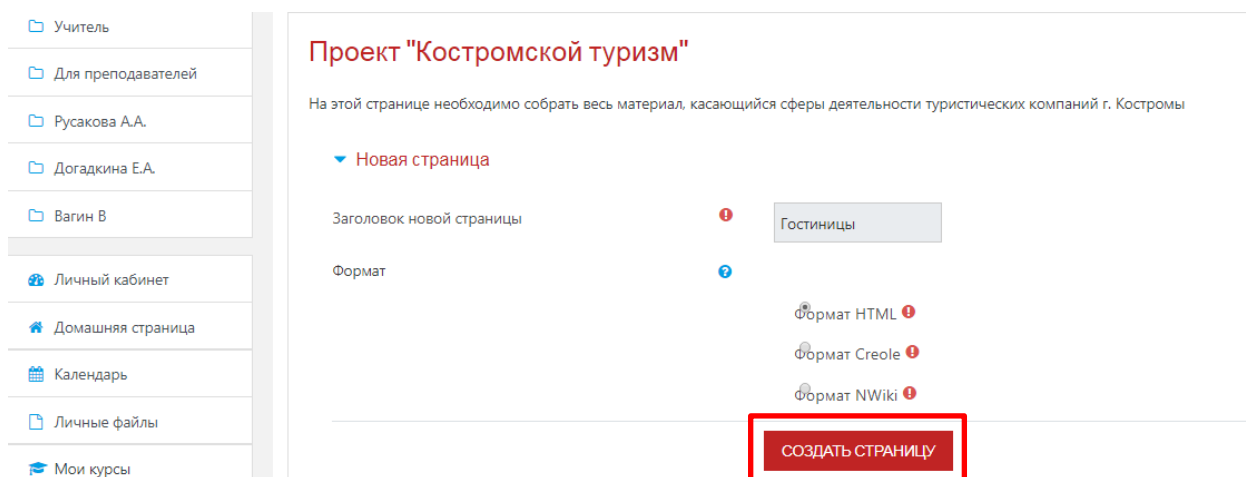 Учитель
Для преподавателей
Русакова А.А.
Догадкина Е.А.
Вагин В
Личный кабинет
Домашняя страница
Календарь
Личные файлы
Мои курсы
Проект "Костромской туризм"
На этой странице необходимо собрать весь материал, касающийся сферы деятельности туристических компаний г. Костромы
Новая страница
Заголовок новой страницы
Гостиницы
Формат
Формат HTML
Формат Creole
Формат NWiki
СОЗДАТЬ СТРАНИЦУ